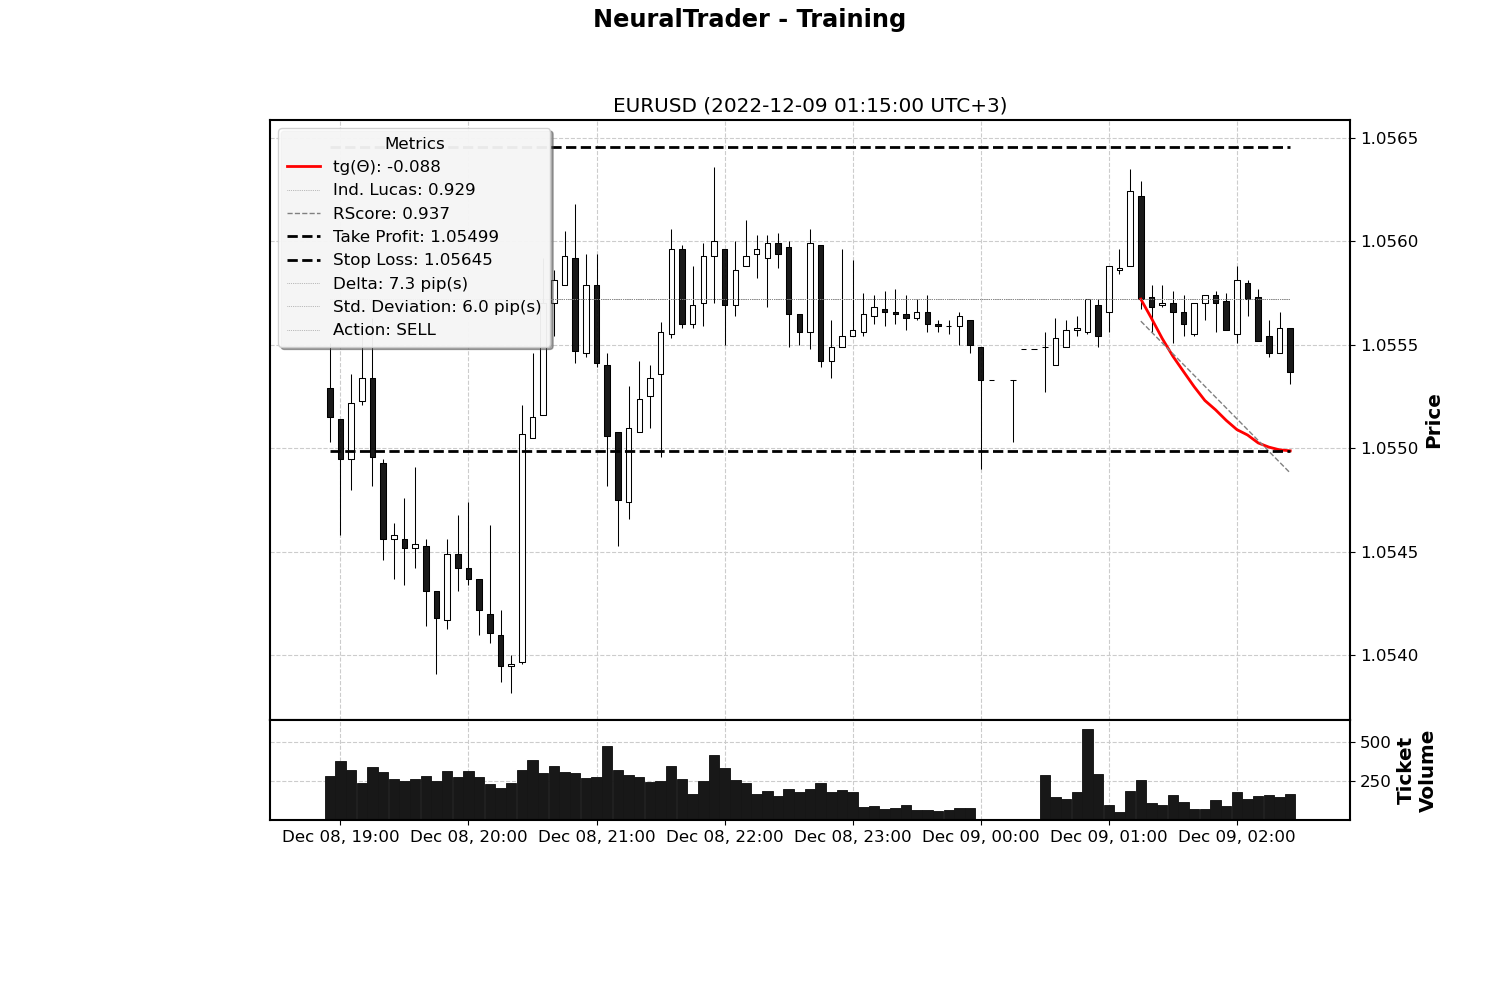 NeuralTrader - Training
EURUSD (2022-12-09 01:15:00 UTC+3)
Metrics
tg(Θ): -0.088
Ind. Lucas: 0.929
RScore: 0.937
Take Profit: 1.05499
Stop Loss: 1.05645
Delta: 7.3 pip(s)
Std. Deviation: 6.0 pip(s)
Action: SELL
1.0565
1.0560
1.0555
1.0550
1.0545
1.0540
Price
500
250
Ticket
Volume
Dec 08, 19:00
Dec 08, 20:00
Dec 08, 21:00
Dec 08, 22:00
Dec 08, 23:00
Dec 09, 00:00
Dec 09, 01:00
Dec 09, 02:00